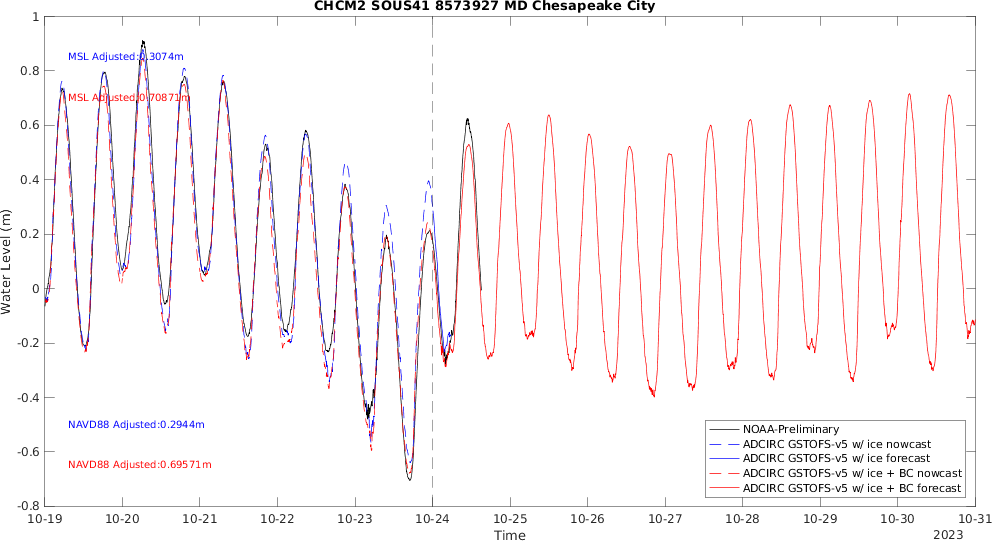 CHCM2 SOUS41 8573927 MD Chesapeake City
1
0.8
0.6
0.4
0.2
0
-0.2
-0.4
-0.6
-0.8
Water Level (m)
MSL Adjusted:0.3074m
MSL Adjusted:0.70871m
NAVD88 Adjusted:0.2944m
NAVD88 Adjusted:0.69571m
NOAA-Preliminary
ADCIRC GSTOFS-v5 w/ ice nowcast
ADCIRC GSTOFS-v5 w/ ice forecast
ADCIRC GSTOFS-v5 w/ ice + BC nowcast
ADCIRC GSTOFS-v5 w/ ice + BC forecast
10-19 10-20 10-21 10-22 10-23 10-24 10-25 10-26 10-27 10-28 10-29 10-30 10-31
Time
2023